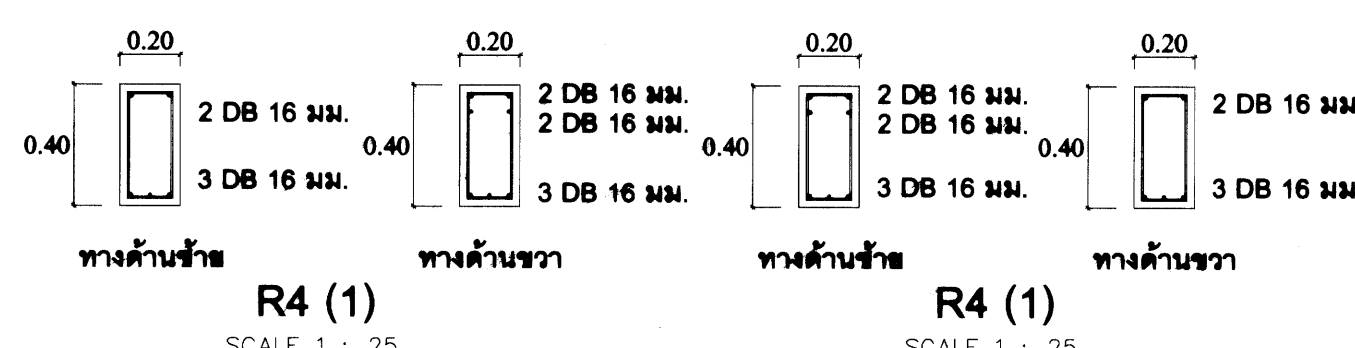 0.20
0.40
2 DB 16 มม.
3 DB 16 มม.
ทางด้านซ้าย
0.20
0.40
2 DB 16 มม.
2 DB 16 มม.
3 DB 16 มม.
ทางด้านขวา
R4 (1)
SCALE 1 : 25
0.20
0.40
2 DB 16 มม.
2 DB 16 มม.
3 DB 16 มม.
ทางด้านซ้าย
0.20
0.40
2 DB 16 มม
3 DB 16 มม
ทางด้านขวา
R4 (1)
SCALE 1 : 25